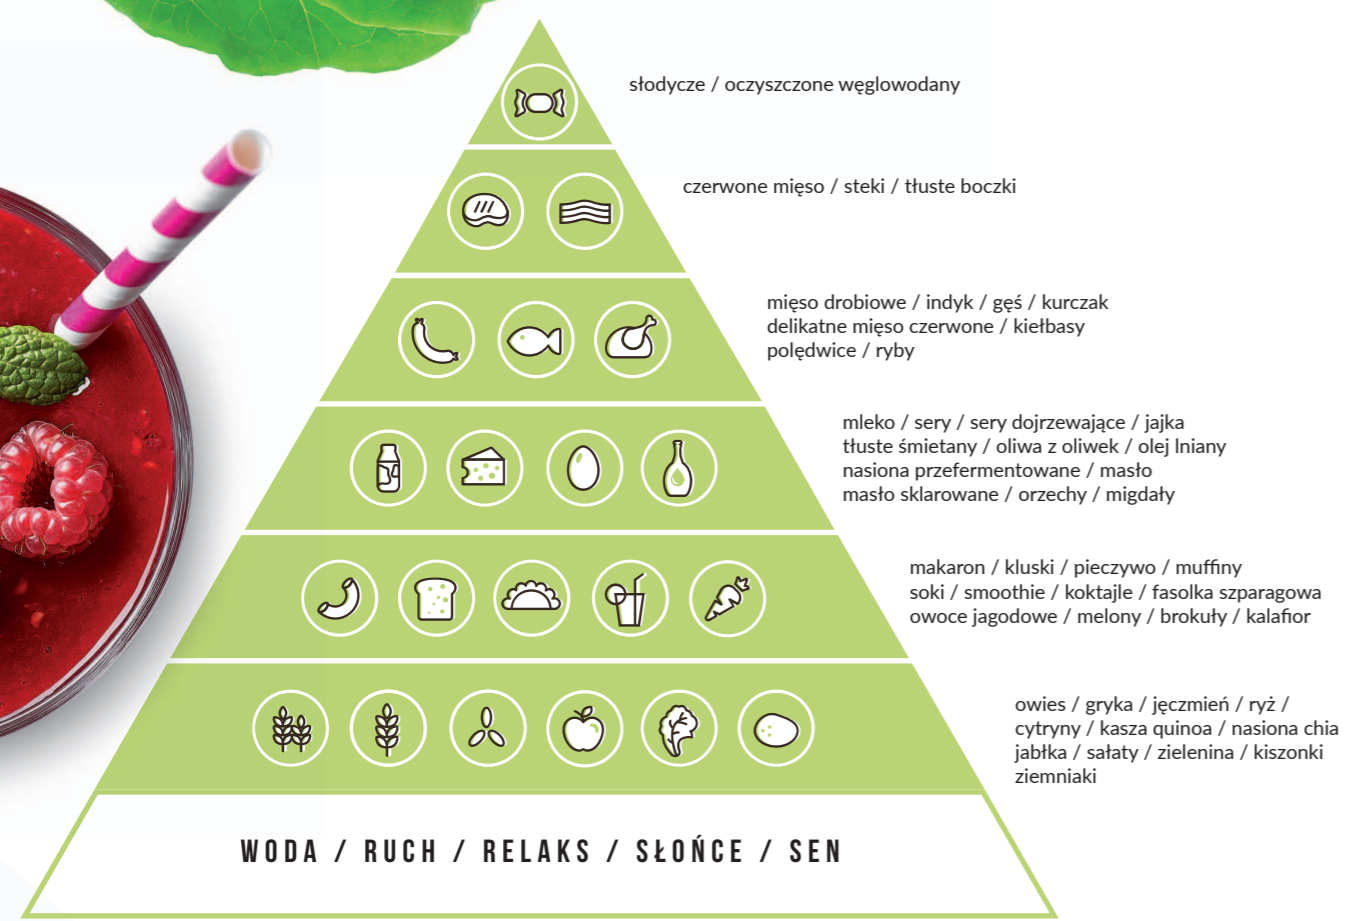 słodycze / oczyszczone węglowodany
czerwone mięso / steki / tłuste boczki
mięso drobiowe / indyk / gęś / kurczak
delikatne mięso czerwone / kiełbasy
polędwice / ryby
mleko / sery / sery dojrzewające / jajka
tłuste śmietany / oliwa z oliwek / olej lniany
nasiona przefermentowane / masło
masło sklarowane / orzechy / migdały
makaron / kluski / pieczywo / muffiny
soki / smoothie / koktajle / fasolka szparagowa
owoce jagodowe / melony / brokuły / kalafior
owies / gryka / jęczmień / ryż /
cytryny / kasza quinoa / nasiona chia
jabłka / sałaty / zielenina / kiszonki
ziemniaki
WODA / RUCH / RELAKS / SŁOŃCE / SEN